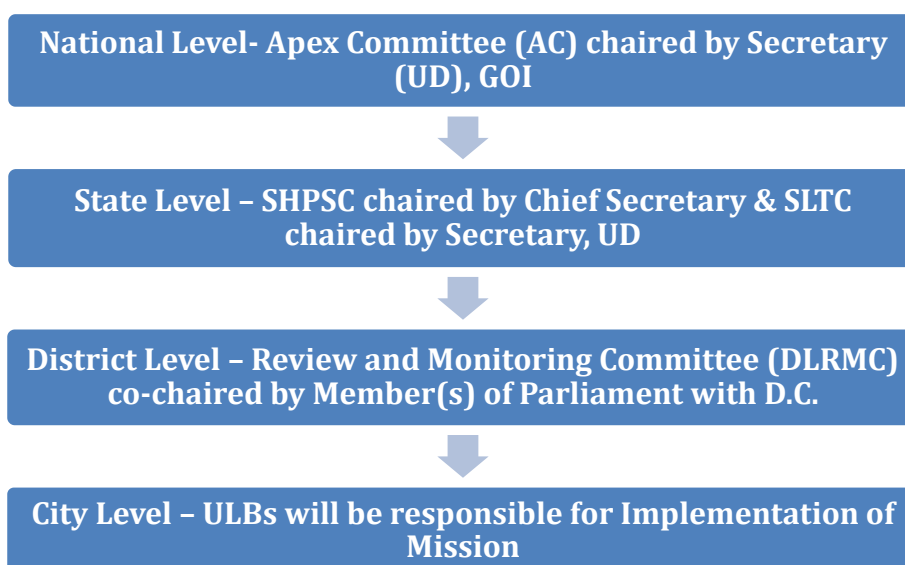 National Level- Apex Committee (AC) chaired by Secretary
(UD), GOI
State Level – SHPSC chaired by Chief Secretary & SLTC
chaired by Secretary, UD
District Level – Review and Monitoring Committee (DLRMC)
co-chaired by Member(s) of Parliament with D.C.
City Level – ULBs will be responsible for Implementation of
Mission